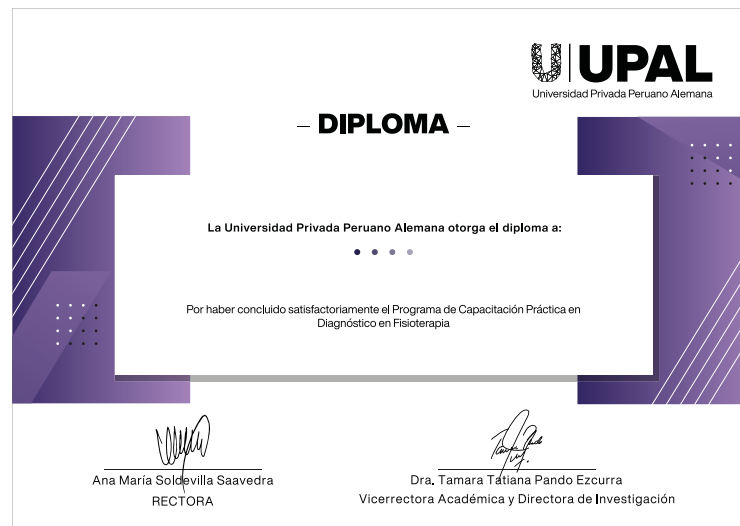 UPAL
Universidad Privada Peruano Alemana
– DIPLOMA –
La Universidad Privada Peruano Alemana otorga el diploma a:
Por haber concluido satisfactoriamente el Programa de Capacitación Práctica en
Diagnóstico en Fisioterapia
Ana María Soldevilla Saavedra
RECTORA
Dra. Tamara Tatiana Pando Ezcurra
Vicerrectora Académica y Directora de Investigación